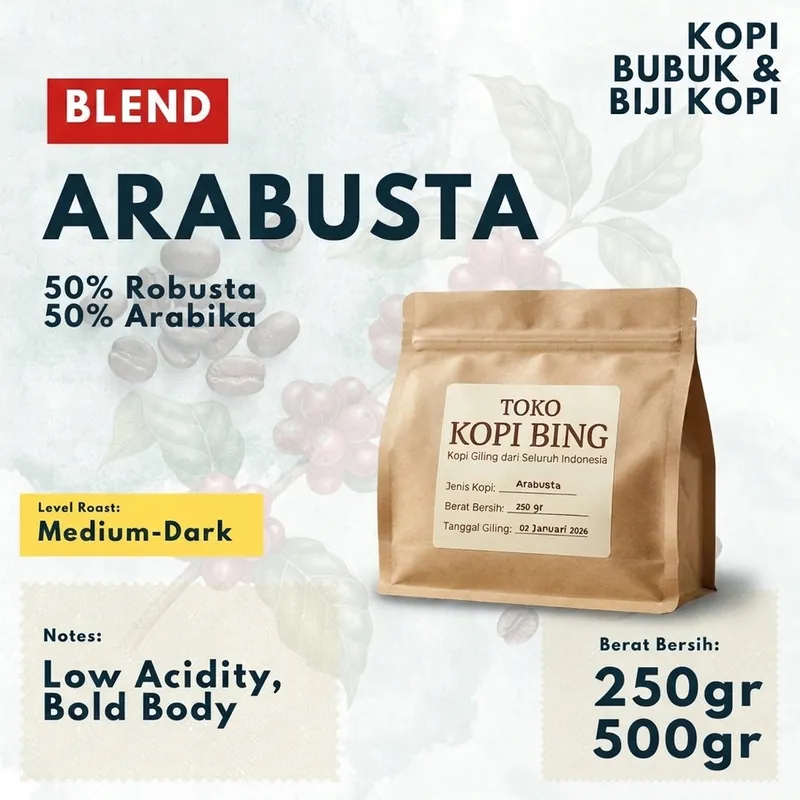 KOPI
BUBUK &
BIJI KOPI
BLEND
ARABUSTA
50% Robusta
50% Arabika
TOKO
KOPI BING
Kopi Giling dari Seluruh Indonesia
Jenis Kopi: Arabusta
Berat Bersih: 250 gr
Tanggal Giling: 02 Januari 2026
Level Roast:
Medium-Dark
Notes:
Low Acidity,
Bold Body
Berat Bersih:
250gr
500gr